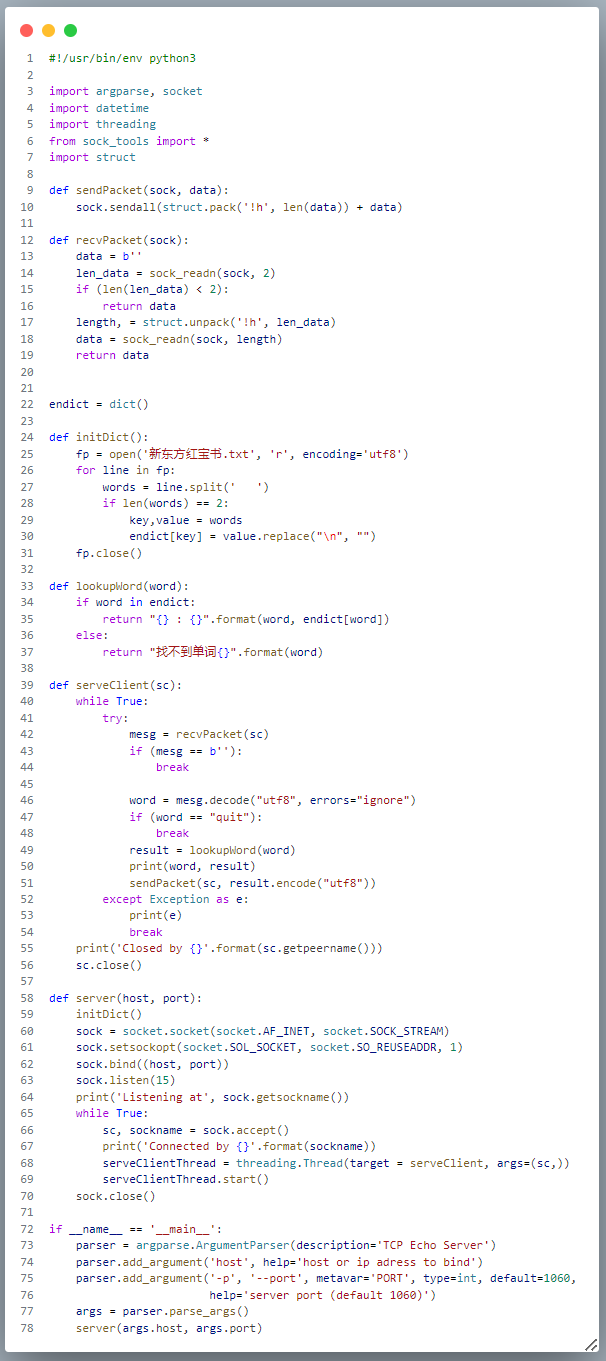 1 #!/usr/bin/env python3
2
3 import argparse, socket
4 import datetime
5 import threading
6 from sock_tools import *
7 import struct
8
9 def sendPacket(sock, data):
10     sock.sendall(struct.pack('!h', len(data)) + data)
11
12 def recvPacket(sock):
13     data = b''
14     len_data = sock_readn(sock, 2)
15     if (len(len_data) < 2):
16         return data
17     length, = struct.unpack('!h', len_data)
18     data = sock_readn(sock, length)
19     return data
20
21
22 endict = dict()
23
24 def initDict():
25     fp = open('新东方红宝书.txt', 'r', encoding='utf8')
26     for line in fp:
27         words = line.split('   ')
28         if len(words) == 2:
29             key,value = words
30             endict[key] = value.replace("\n", "")
31     fp.close()
32
33 def lookupWord(word):
34     if word in endict:
35         return "{} : {}".format(word, endict[word])
36     else:
37         return "找不到单词{}".format(word)
38
39 def serveClient(sc):
40     while True:
41         try:
42             mesg = recvPacket(sc)
43             if (mesg == b''):
44                 break
45
46             word = mesg.decode("utf8", errors="ignore")
47             if (word == "quit"):
48                 break
49             result = lookupWord(word)
50             print(word, result)
51             sendPacket(sc, result.encode("utf8"))
52         except Exception as e:
53             print(e)
54             break
55     print('Closed by {}'.format(sc.getpeername()))
56     sc.close()
57
58 def server(host, port):
59     initDict()
60     sock = socket.socket(socket.AF_INET, socket.SOCK_STREAM)
61     sock.setsockopt(socket.SOL_SOCKET, socket.SO_REUSEADDR, 1)
62     sock.bind((host, port))
63     sock.listen(15)
64     print('Listening at', sock.getsockname())
65     while True:
66         sc, sockname = sock.accept()
67         print('Connected by {}'.format(sockname))
68         serveClientThread = threading.Thread(target = serveClient, args=(sc,))
69         serveClientThread.start()
70     sock.close()
71
72 if __name__ == '__main__':
73     parser = argparse.ArgumentParser(description='TCP Echo Server')
74     parser.add_argument('host', help='host or ip adress to bind')
75     parser.add_argument('-p', '--port', metavar='PORT', type=int, default=1060,
76                         help='server port (default 1060)')
77     args = parser.parse_args()
78     server(args.host, args.port)